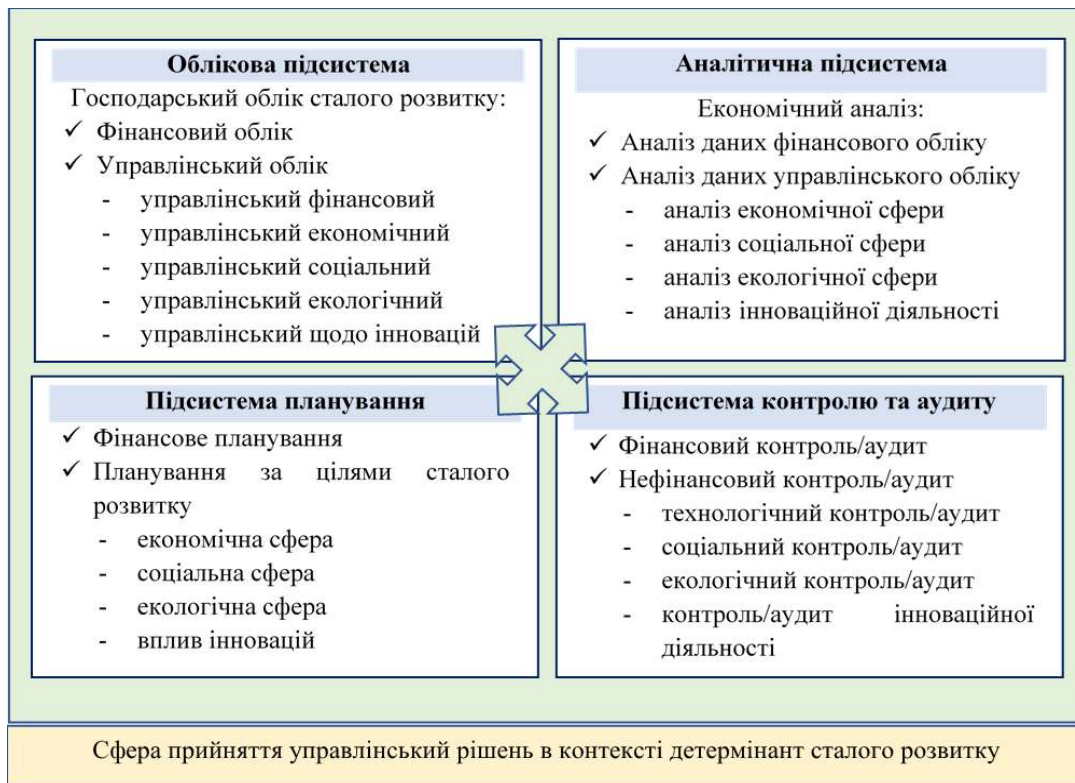 Облікова підсистема
Господарський облік сталого розвитку:
✓ Фінансовий облік
✓ Управлінський облік
- управлінський фінансовий
- управлінський економічний
- управлінський соціальний
- управлінський екологічний
- управлінський щодо інновацій
Аналітична підсистема
Економічний аналіз:
✓ Аналіз даних фінансового обліку
✓ Аналіз даних управлінського обліку
- аналіз економічної сфери
- аналіз соціальної сфери
- аналіз екологічної сфери
- аналіз інноваційної діяльності
Підсистема планування
✓ Фінансове планування
✓ Планування за цілями сталого
розвитку
- економічна сфера
- соціальна сфера
- екологічна сфера
- вплив інновацій
Підсистема контролю та аудиту
✓ Фінансовий контроль/аудит
✓ Нефінансовий контроль/аудит
- технологічний контроль/аудит
- соціальний контроль/аудит
- екологічний контроль/аудит
- контроль/аудит інноваційної
діяльності
Сфера прийняття управлінський рішень в контексті детермінант сталого розвитку